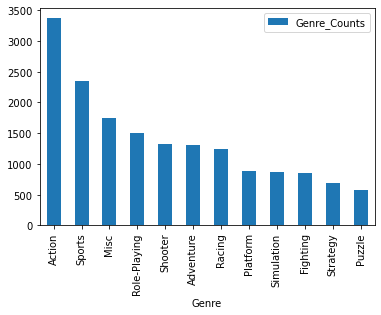 3500
3000
2500
2000
1500
1000
500
0
Genre_Counts
Action
Sports
Misc
Role-Playing
Shooter
Adventure
Racing
Platform
Simulation
Fighting
Strategy
Puzzle
Genre